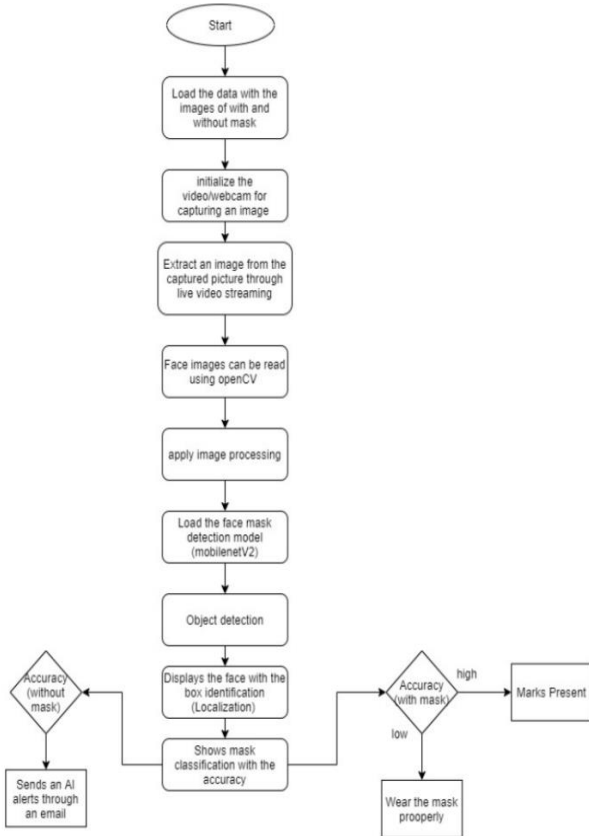 Start
Load the data with the
images of with and
without mask
initialize the
video/webcam for
capturing an image
Extract an image from the
captured picture through
live video streaming
Face images can be read
using openCV
apply image processing
Load the face mask
detection model
(mobilenetV2)
Object detection
Displays the face with the
box identification
(Localization)
Shows mask
classification with the
accuracy
Accuracy
(without
mask)
Sends an AI
alerts through
an email
Accuracy
(with mask)
high
Marks Present
low
Wear the mask
prooperly